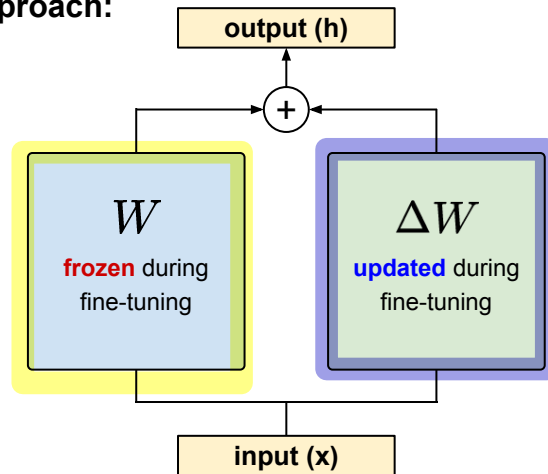 proach:
output (h)
+
W
frozen during
fine-tuning
ΔW
updated during
fine-tuning
input (x)